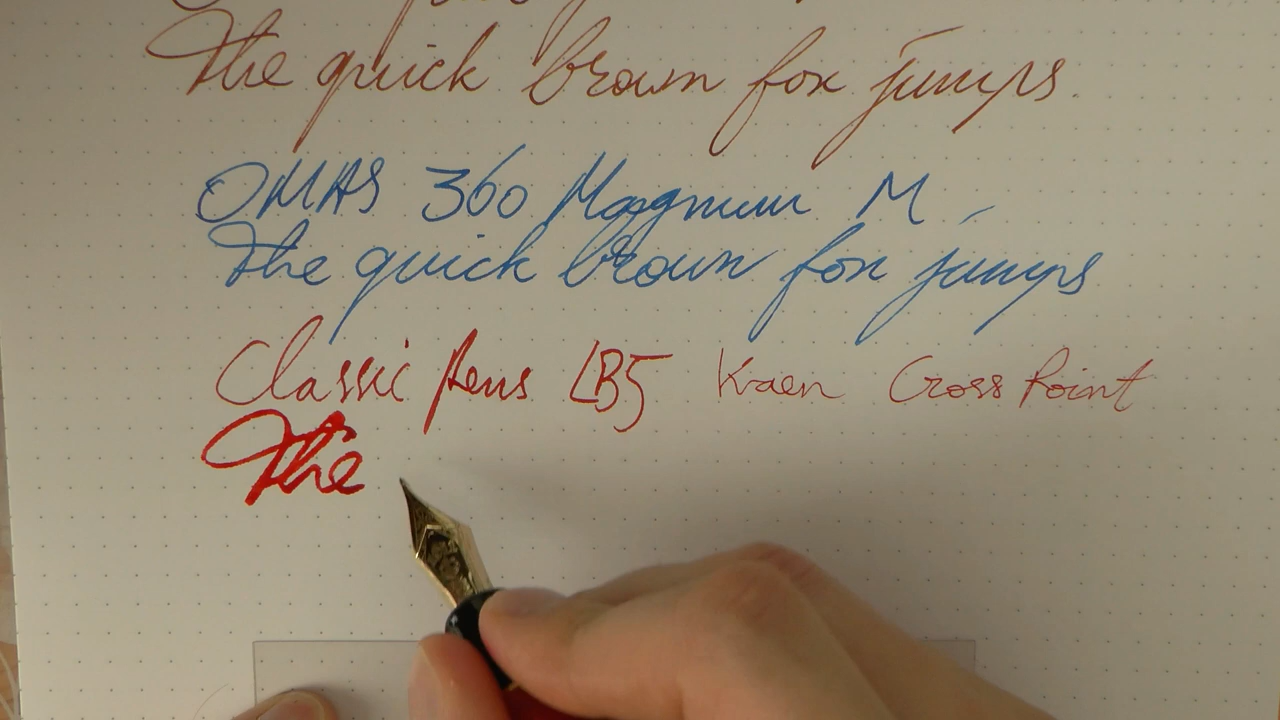 The quick brown fox jumps.
OMAS 360 Magnum M
The quick brown fox jumps
Classic Pens LB5 Kraen Cross Point
The